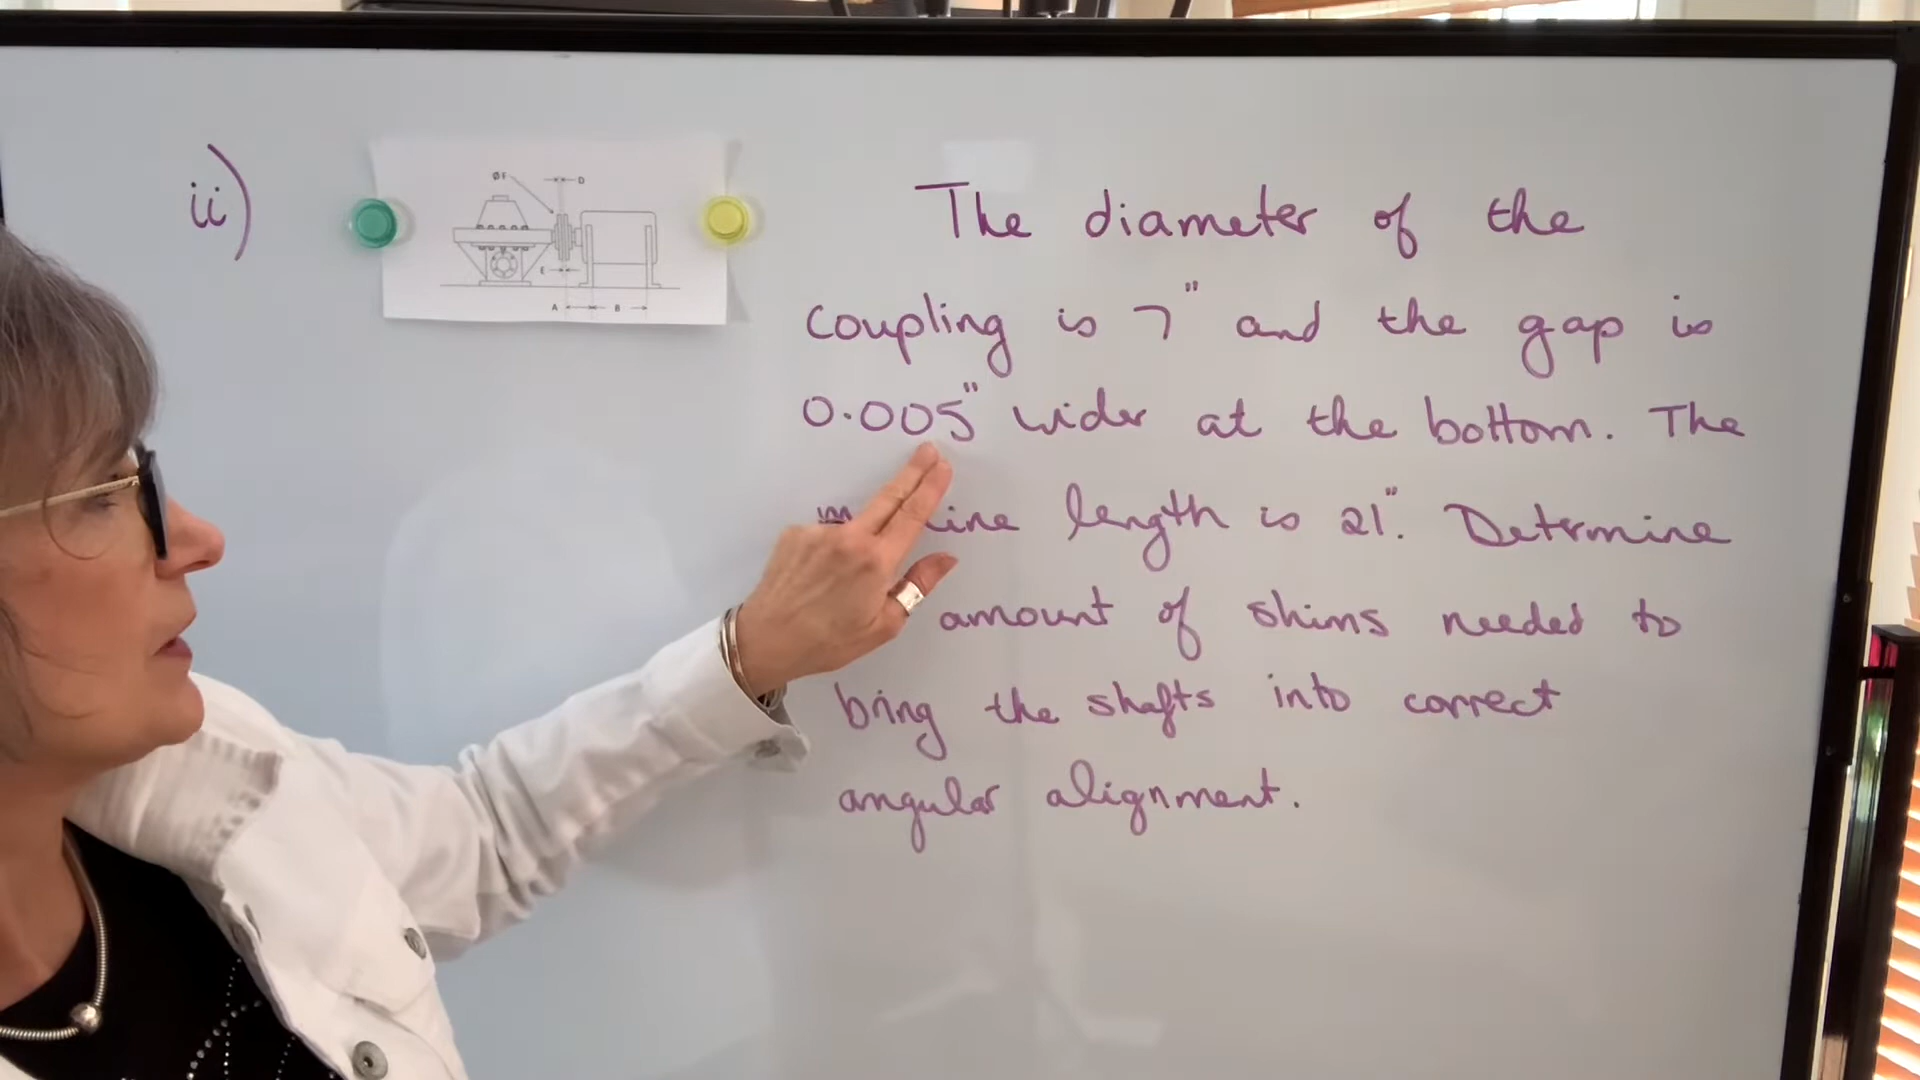 ii)
ØF D
E
A B
The diameter of the
coupling is 7" and the gap is
0.005" wider at the bottom. The
length is 21". Determine
amount of shims needed to
bring the shafts into correct
angular alignment.